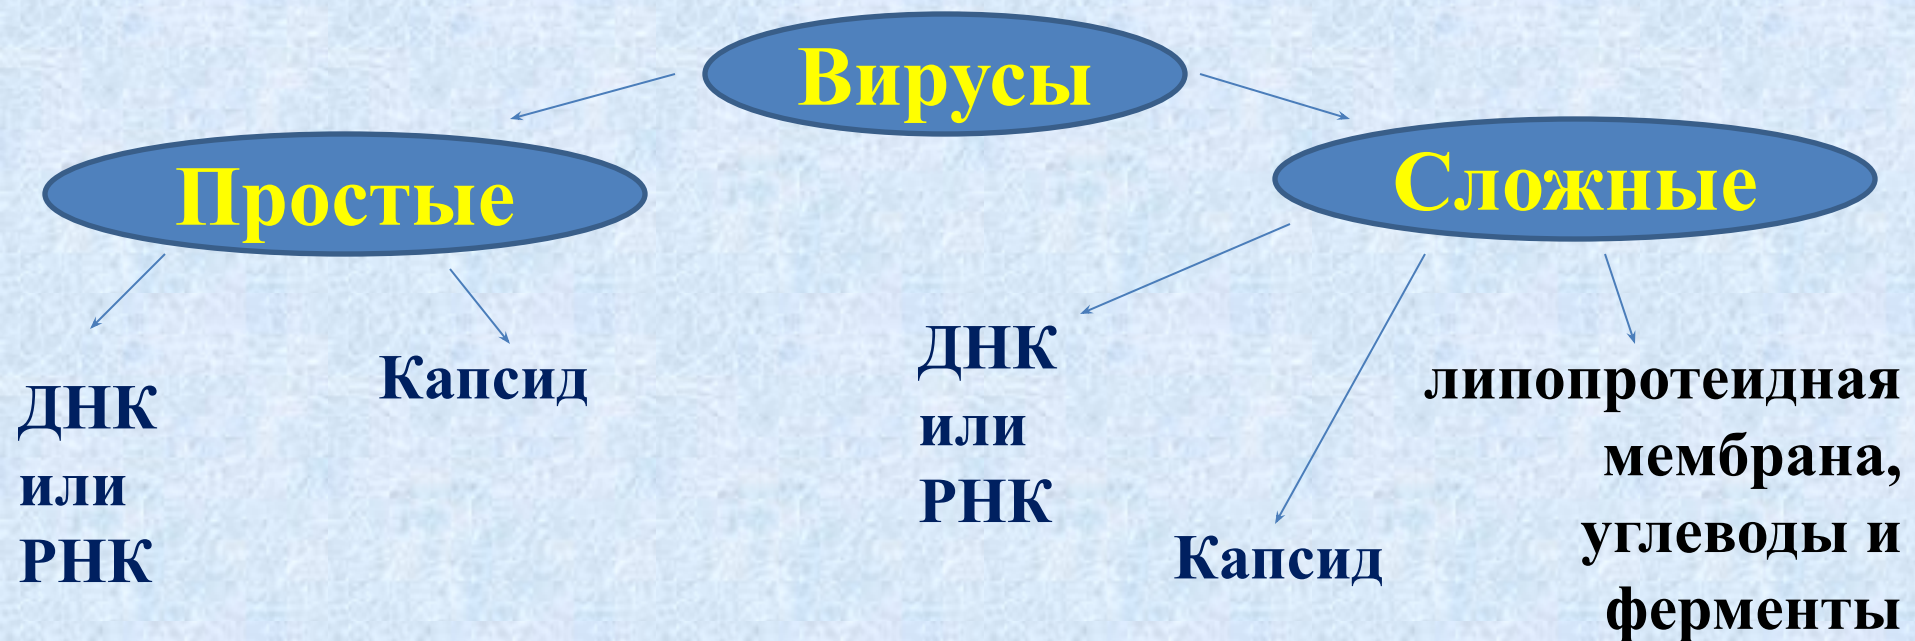 Вирусы
Простые
Сложные
ДНК
или
РНК
Капсид
ДНК
или
РНК
Капсид
липопротеидная
мембрана,
углеводы и
ферменты